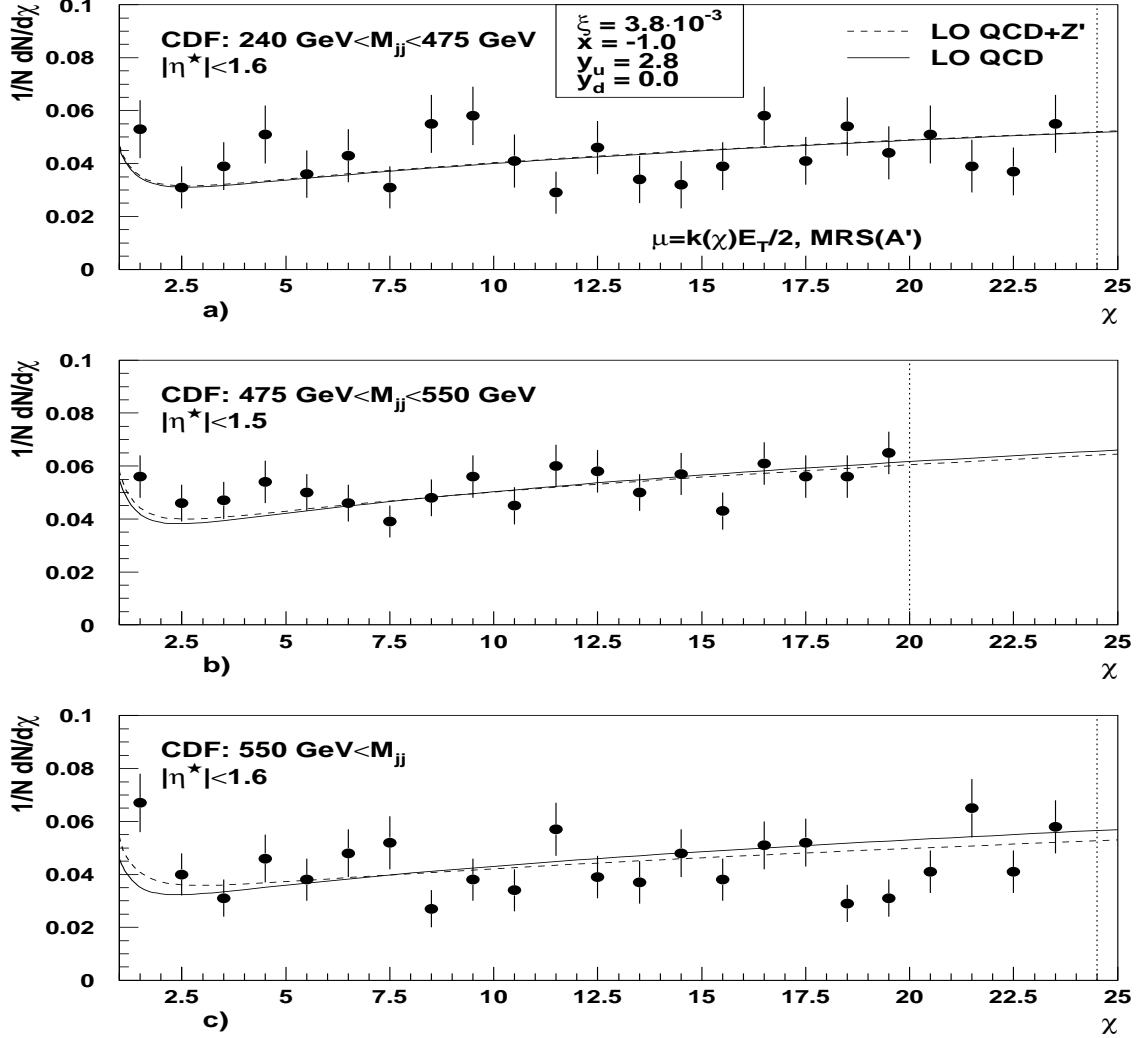 1/N dN/dχ
0.1
0.08
0.06
0.04
0.02
0
CDF: 240 GeV<M_jj<475 GeV
|η*|<1.6
ξ = 3.8·10^-3
x = -1.0
y_u = 2.8
y_d = 0.0
LO QCD+Z'
LO QCD
μ=k(χ)E_T/2, MRS(A')
2.5 5 7.5 10 12.5 15 17.5 20 22.5 25
a)
χ
1/N dN/dχ
0.1
0.08
0.06
0.04
0.02
0
CDF: 475 GeV<M_jj<550 GeV
|η*|<1.5
2.5 5 7.5 10 12.5 15 17.5 20 22.5 25
b)
χ
1/N dN/dχ
0.1
0.08
0.06
0.04
0.02
0
CDF: 550 GeV<M_jj
|η*|<1.6
2.5 5 7.5 10 12.5 15 17.5 20 22.5 25
c)
χ